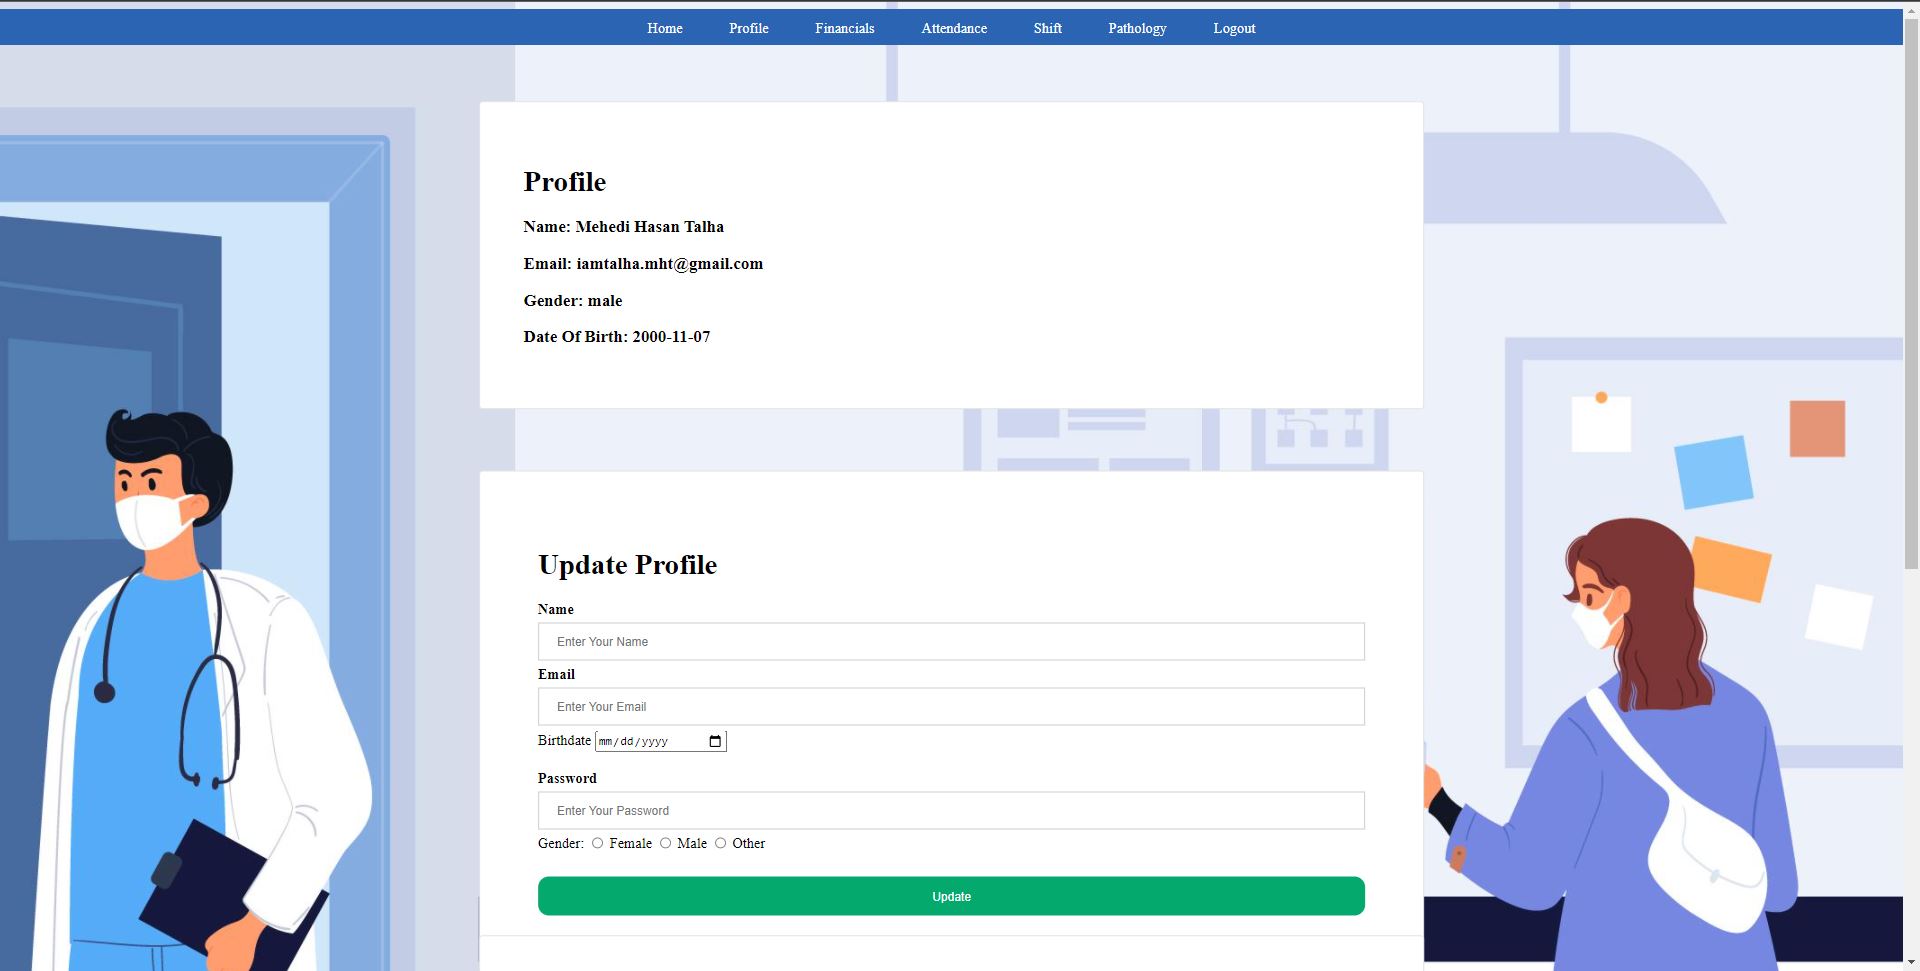 Home Profile Financials Attendance Shift Pathology Logout
Profile
Name: Mehedi Hasan Talha
Email: iamtalha.mht@gmail.com
Gender: male
Date Of Birth: 2000-11-07
Update Profile
Name
Enter Your Name
Email
Enter Your Email
Birthdate mm/dd/yyyy
Password
Enter Your Password
Gender: Female Male Other
Update